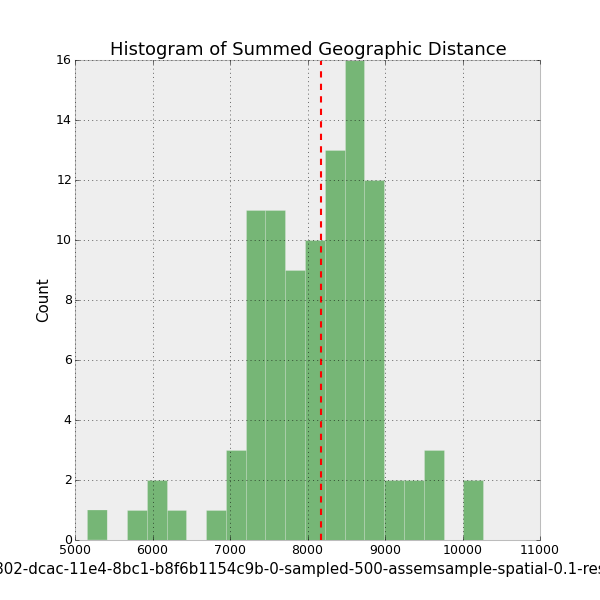 Histogram of Summed Geographic Distance
16
14
12
10
8
6
4
2
0
Count
5000 6000 7000 8000 9000 10000 11000
802-dcac-11e4-8bc1-b8f6b1154c9b-0-sampled-500-assemsample-spatial-0.1-res